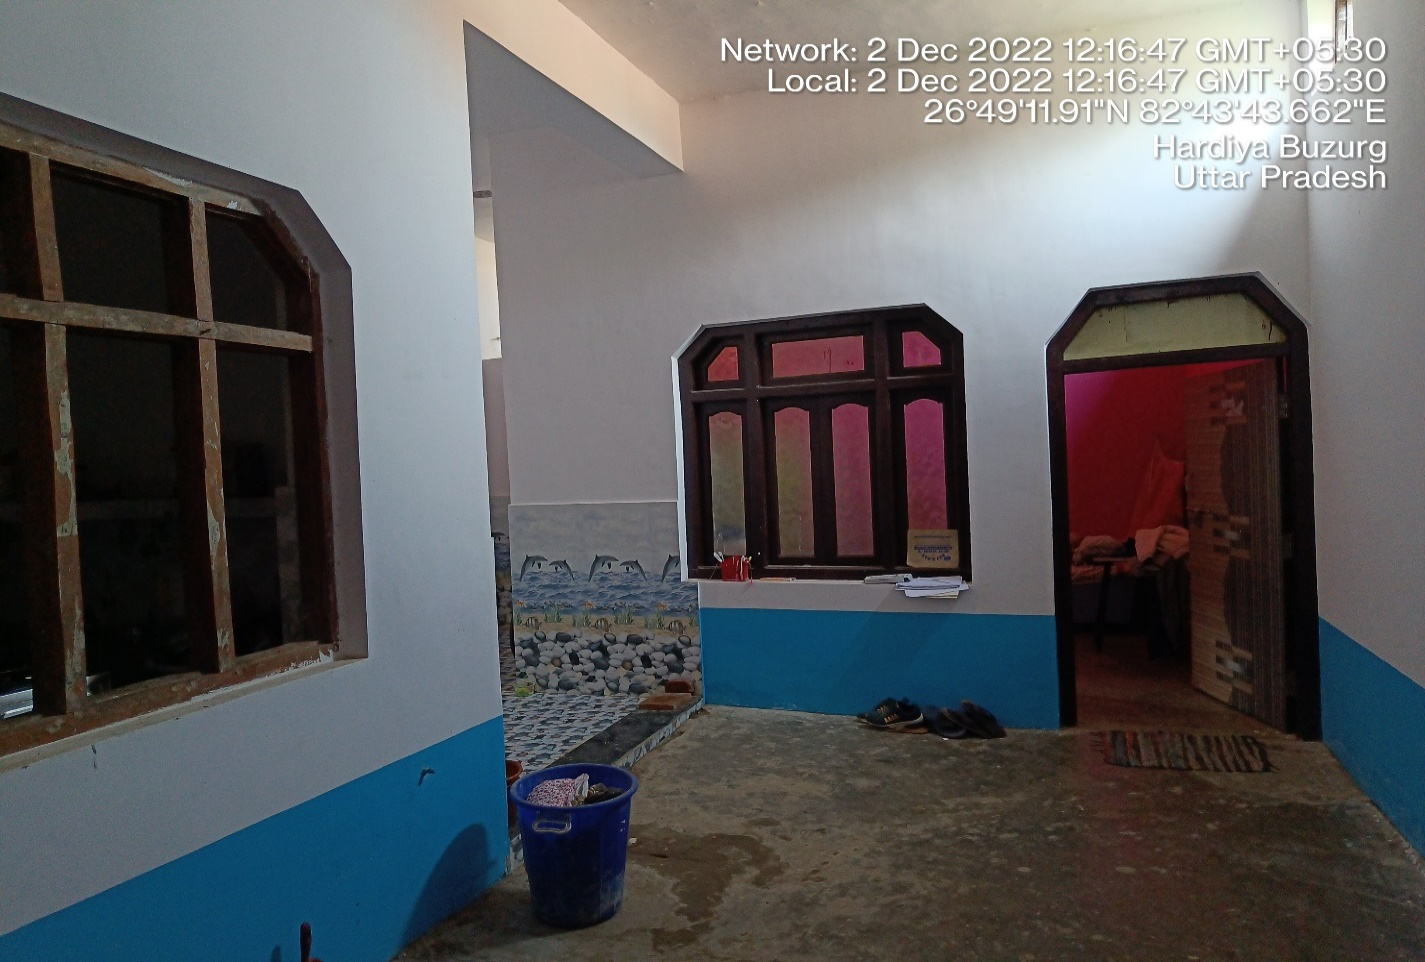 Network: 2 Dec 2022 12:16:47 GMT+05:30
Local: 2 Dec 2022 12:16:47 GMT+05:30
26°49'11.91"N 82°43'43.662"E
Hardiya Buzurg
Uttar Pradesh